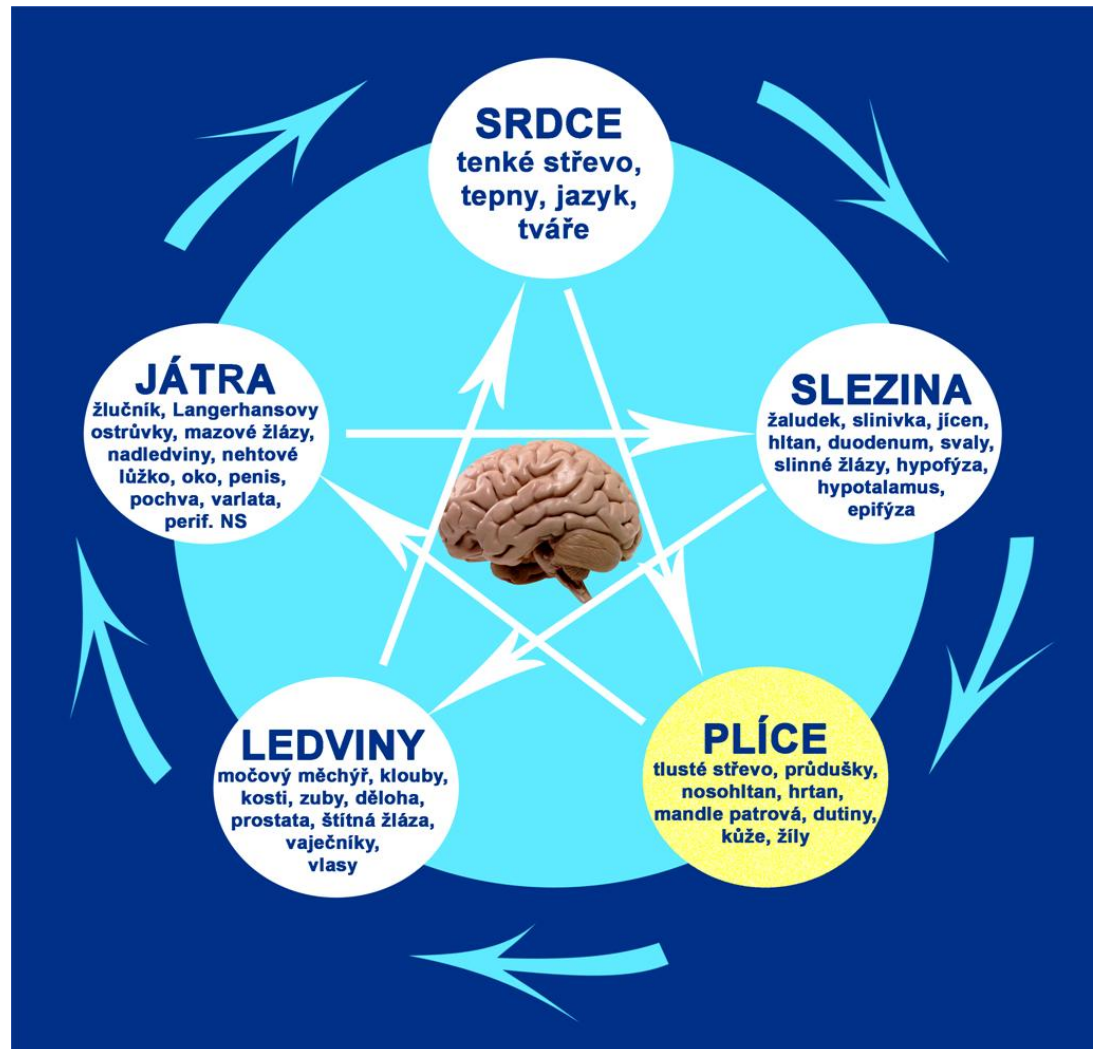 SRDCE
tenké střevo,
tepny, jazyk,
tváře
JÁTRA
žlučník, Langerhansovy
ostrůvky, mazové žlázy,
nadledviny, nehtové
lůžko, oko, penis,
pochva, varlata,
perif. NS
SLEZINA
žaludek, slinivka, jícen,
hltan, duodenum, svaly,
slinné žlázy, hypofýza,
hypotalamus,
epifýza
LEDVINY
močový měchýř, klouby,
kosti, zuby, děloha,
prostata, štítná žláza,
vaječníky,
vlasy
PLÍCE
tlusté střevo, průdušky,
nosohltan, hrtan,
mandle patrová, dutiny,
kůže, žíly